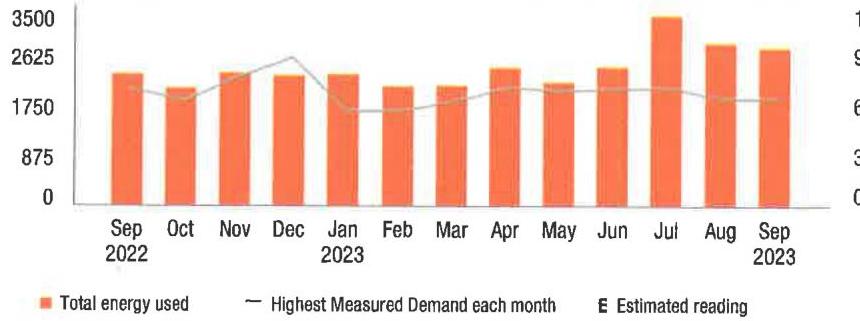 3500
2625
1750
875
0
Sep Oct Nov Dec Jan Feb Mar Apr May Jun Jul Aug Sep
2022 2023 2023
Total energy used Highest Measured Demand each month E Estimated reading